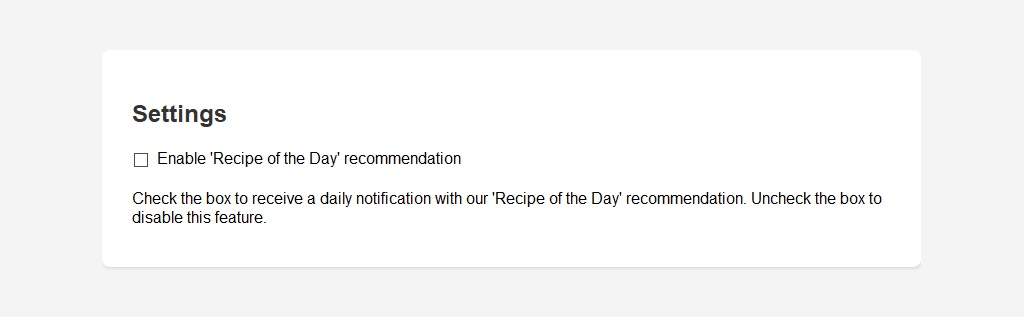 Settings
Enable 'Recipe of the Day' recommendation
Check the box to receive a daily notification with our 'Recipe of the Day' recommendation. Uncheck the box to
disable this feature.